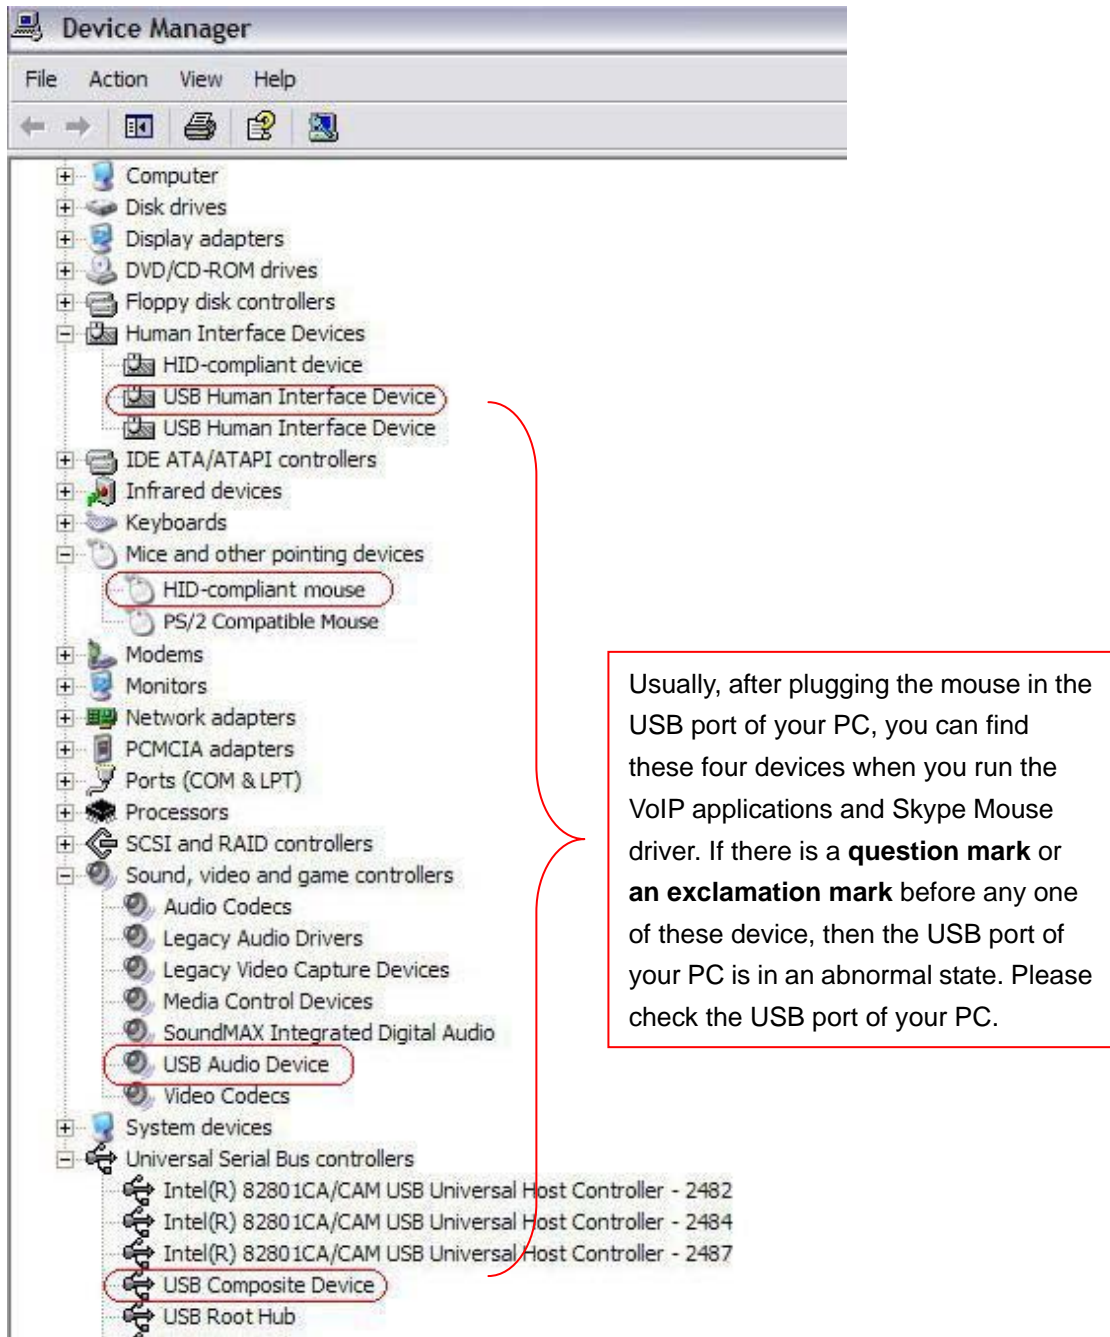 Device Manager
File Action View Help
Computer
Disk drives
Display adapters
DVD/CD-ROM drives
Floppy disk controllers
Human Interface Devices
HID-compliant device
USB Human Interface Device
USB Human Interface Device
IDE ATA/ATAPI controllers
Infrared devices
Keyboards
Mice and other pointing devices
HID-compliant mouse
PS/2 Compatible Mouse
Modems
Monitors
Network adapters
PCMCIA adapters
Ports (COM & LPT)
Processors
SCSI and RAID controllers
Sound, video and game controllers
Audio Codecs
Legacy Audio Drivers
Legacy Video Capture Devices
Media Control Devices
SoundMAX Integrated Digital Audio
USB Audio Device
Video Codecs
System devices
Universal Serial Bus controllers
Intel(R) 82801CA/CAM USB Universal Host Controller - 2482
Intel(R) 82801CA/CAM USB Universal Host Controller - 2484
Intel(R) 82801CA/CAM USB Universal Host Controller - 2487
USB Composite Device
USB Root Hub
Usually, after plugging the mouse in the
USB port of your PC, you can find
these four devices when you run the
VoIP applications and Skype Mouse
driver. If there is a question mark or
an exclamation mark before any one
of these device, then the USB port of
your PC is in an abnormal state. Please
check the USB port of your PC.